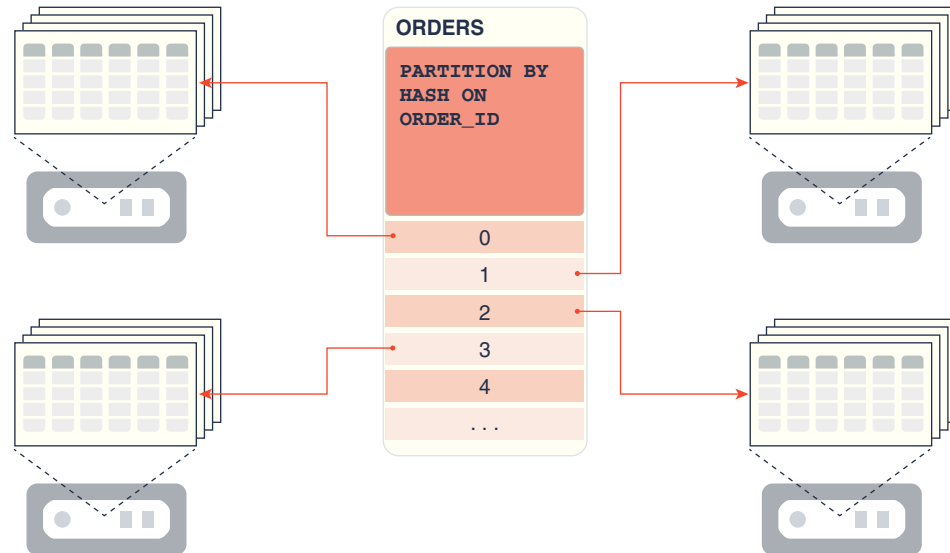 ORDERS
PARTITION BY
HASH ON
ORDER_ID
0
1
2
3
4
...